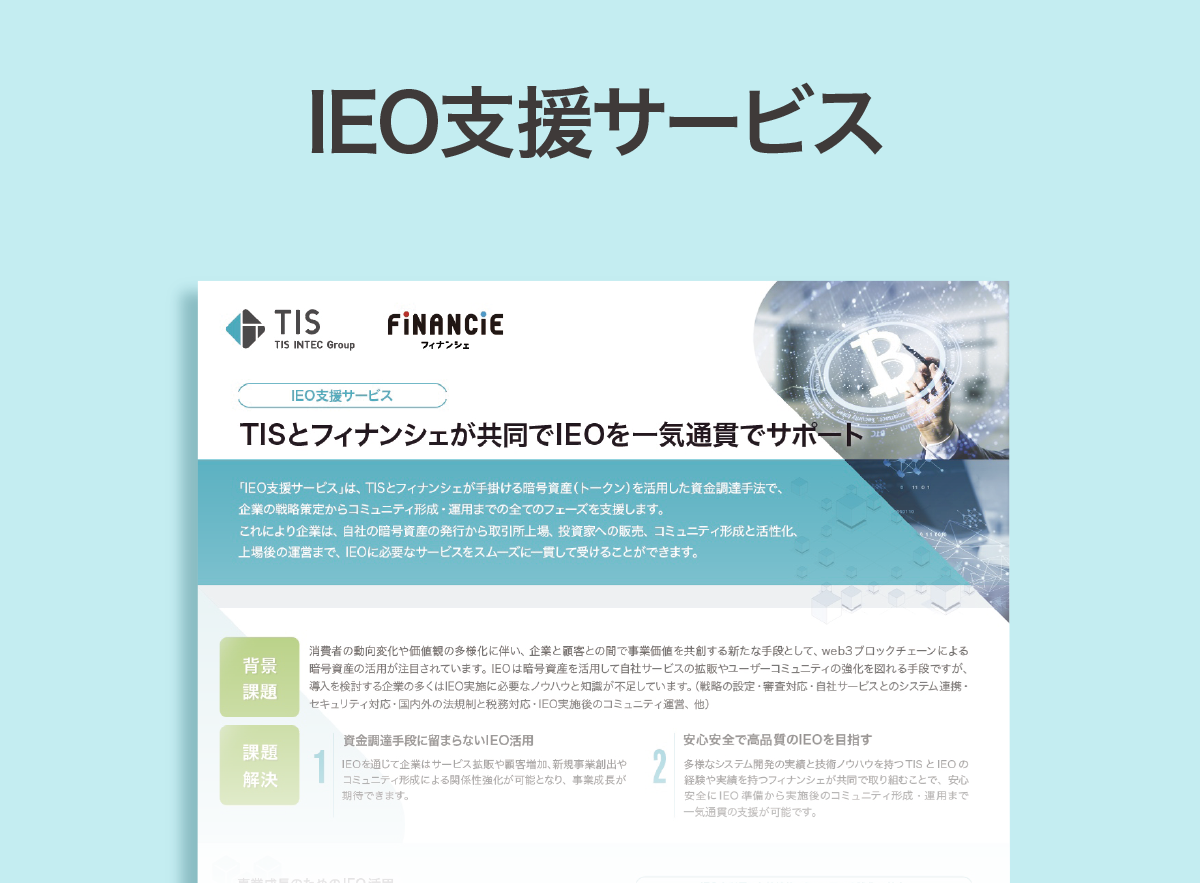 IEO支援サービス
TIS
TIS INTEC Group
FiNANCiE
フィナンシェ
IEO支援サービス
TISとフィナンシェが共同でIEOを一気通貫でサポート
「IEO支援サービス」は、TISとフィナンシェが手掛ける暗号資産（トークン）を活用した資金調達手法で、
企業の戦略策定からコミュニティ形成・運用までの全てのフェーズを支援します。
これにより企業は、自社の暗号資産の発行から取引所上場、投資家への販売、コミュニティ形成と活性化、
上場後の運営まで、IEOに必要なサービスをスムーズに一貫して受けることができます。
背景
課題
消費者の動向変化や価値観の多様化に伴い、企業と顧客との間で事業価値を共創する新たな手段として、web3ブロックチェーンによる
暗号資産の活用が注目されています。IEOは暗号資産を活用して自社サービスの拡販やユーザーコミュニティの強化を図れる手段ですが、
導入を検討する企業の多くはIEO実施に必要なノウハウと知識が不足しています。（戦略の設定・審査対応・自社サービスとのシステム連携・
セキュリティ対応・国内外の法規制と税務対応・IEO実施後のコミュニティ運営、他）
課題
解決
1
資金調達手段に留まらないIEO活用
IEOを通じて企業はサービス拡販や顧客増加、新規事業創出や
コミュニティ形成による関係性強化が可能となり、事業成長が
期待できます。
2
安心安全で高品質のIEOを目指す
多様なシステム開発の実績と技術ノウハウを持つTISとIEOの
経験や実績を持つフィナンシェが共同で取り組むことで、安心
安全にIEO準備から実施後のコミュニティ形成・運用まで
一気通貫の支援が可能です。
事業成長のためのIEO活用